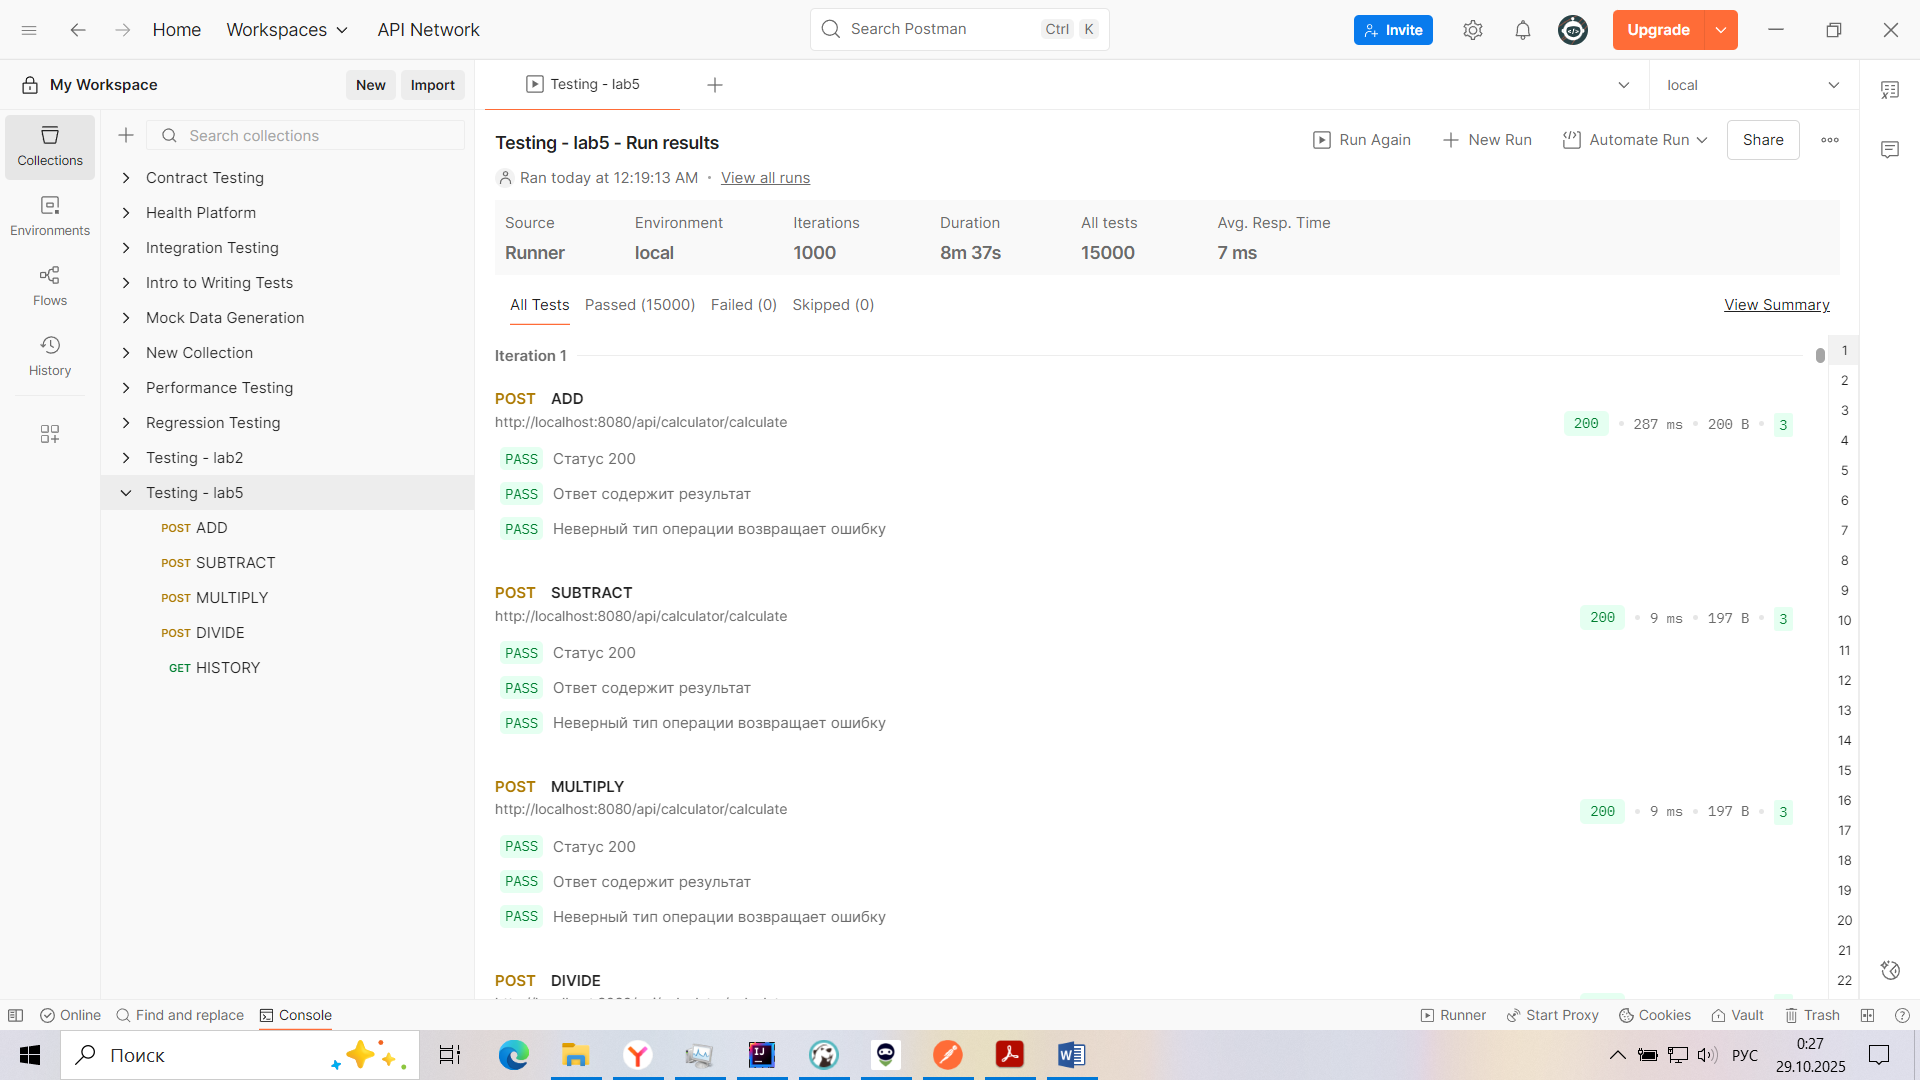 Home
Workspaces
API Network
Search Postman
Ctrl K
Invite
Upgrade
My Workspace
New
Import
Testing - lab5
local
Collections
Environments
Flows
History
Search collections
Contract Testing
Health Platform
Integration Testing
Intro to Writing Tests
Mock Data Generation
New Collection
Performance Testing
Regression Testing
Testing - lab2
Testing - lab5
POST ADD
POST SUBTRACT
POST MULTIPLY
POST DIVIDE
GET HISTORY
Testing - lab5 - Run results
Run Again
New Run
Automate Run
Share
Ran today at 12:19:13 AM · View all runs
Source Environment Iterations Duration All tests Avg. Resp. Time
Runner local 1000 8m 37s 15000 7 ms
All Tests Passed (15000) Failed (0) Skipped (0)
View Summary
Iteration 1
POST ADD
http://localhost:8080/api/calculator/calculate
200 • 287 ms • 200 B • 3
PASS Статус 200
PASS Ответ содержит результат
PASS Неверный тип операции возвращает ошибку
POST SUBTRACT
http://localhost:8080/api/calculator/calculate
200 • 9 ms • 197 B • 3
PASS Статус 200
PASS Ответ содержит результат
PASS Неверный тип операции возвращает ошибку
POST MULTIPLY
http://localhost:8080/api/calculator/calculate
200 • 9 ms • 197 B • 3
PASS Статус 200
PASS Ответ содержит результат
PASS Неверный тип операции возвращает ошибку
POST DIVIDE
1
2
3
4
5
6
7
8
9
10
11
12
13
14
15
16
17
18
19
20
21
22
Online
Find and replace
Console
Runner
Start Proxy
Cookies
Vault
Trash
Поиск
РУС
0:27
29.10.2025